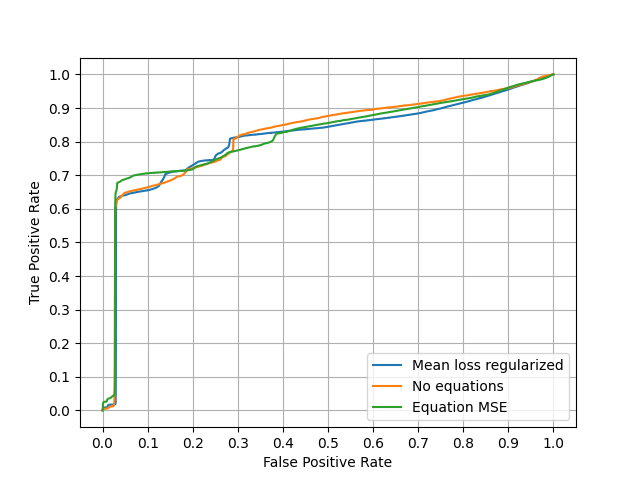 1.0
0.9
0.8
0.7
0.6
0.5
0.4
0.3
0.2
0.1
0.0
True Positive Rate
Mean loss regularized
No equations
Equation MSE
0.0 0.1 0.2 0.3 0.4 0.5 0.6 0.7 0.8 0.9 1.0
False Positive Rate